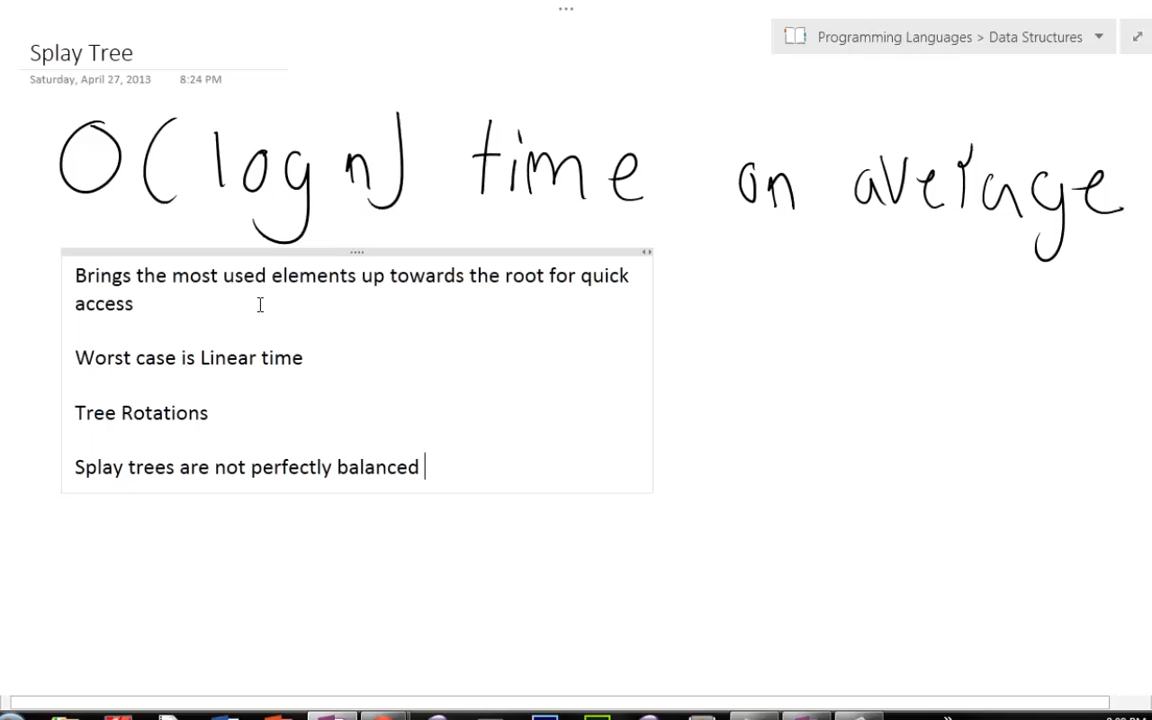 Programming Languages > Data Structures
Splay Tree
Saturday, April 27, 2013 8:24 PM
O(log n) time on average
Brings the most used elements up towards the root for quick
access
Worst case is Linear time
Tree Rotations
Splay trees are not perfectly balanced